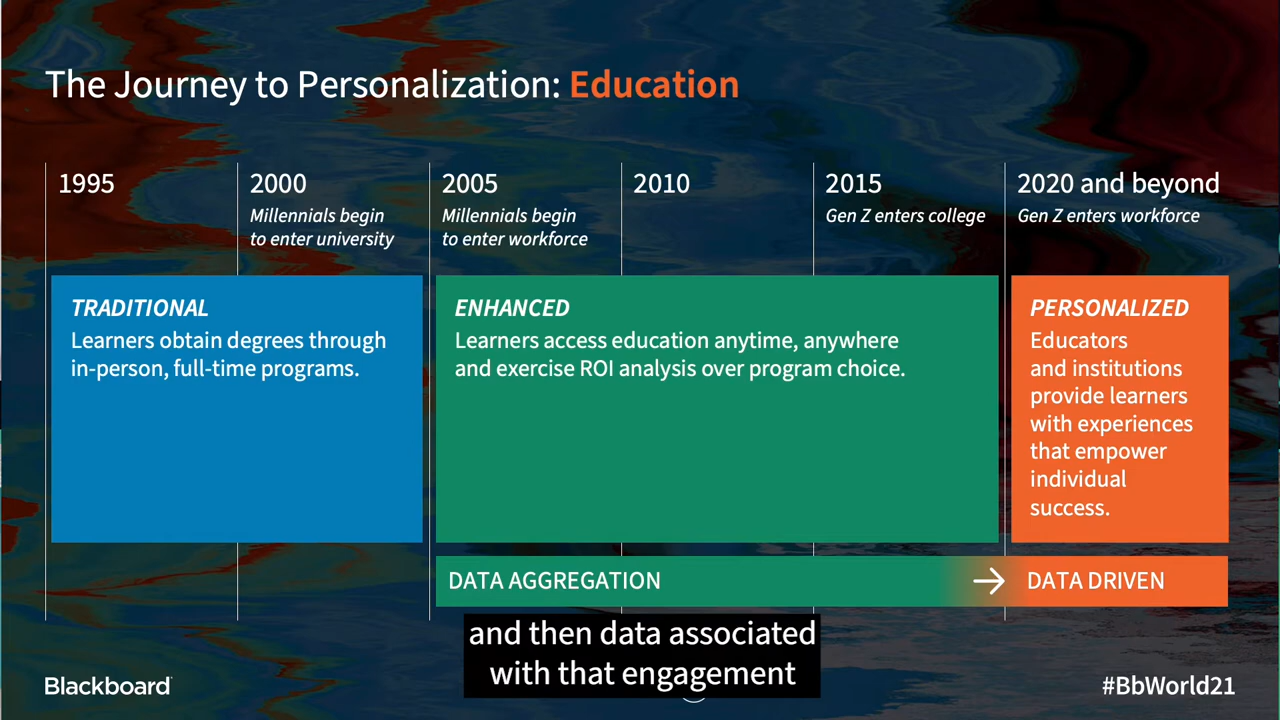 The Journey to Personalization: Education
1995
2000
Millennials begin
to enter university
2005
Millennials begin
to enter workforce
2010
2015
Gen Z enters college
2020 and beyond
Gen Z enters workforce
TRADITIONAL
Learners obtain degrees through
in-person, full-time programs.
ENHANCED
Learners access education anytime, anywhere
and exercise ROI analysis over program choice.
PERSONALIZED
Educators
and institutions
provide learners
with experiences
that empower
individual
success.
DATA AGGREGATION → DATA DRIVEN
and then data associated
with that engagement
Blackboard
#BbWorld21